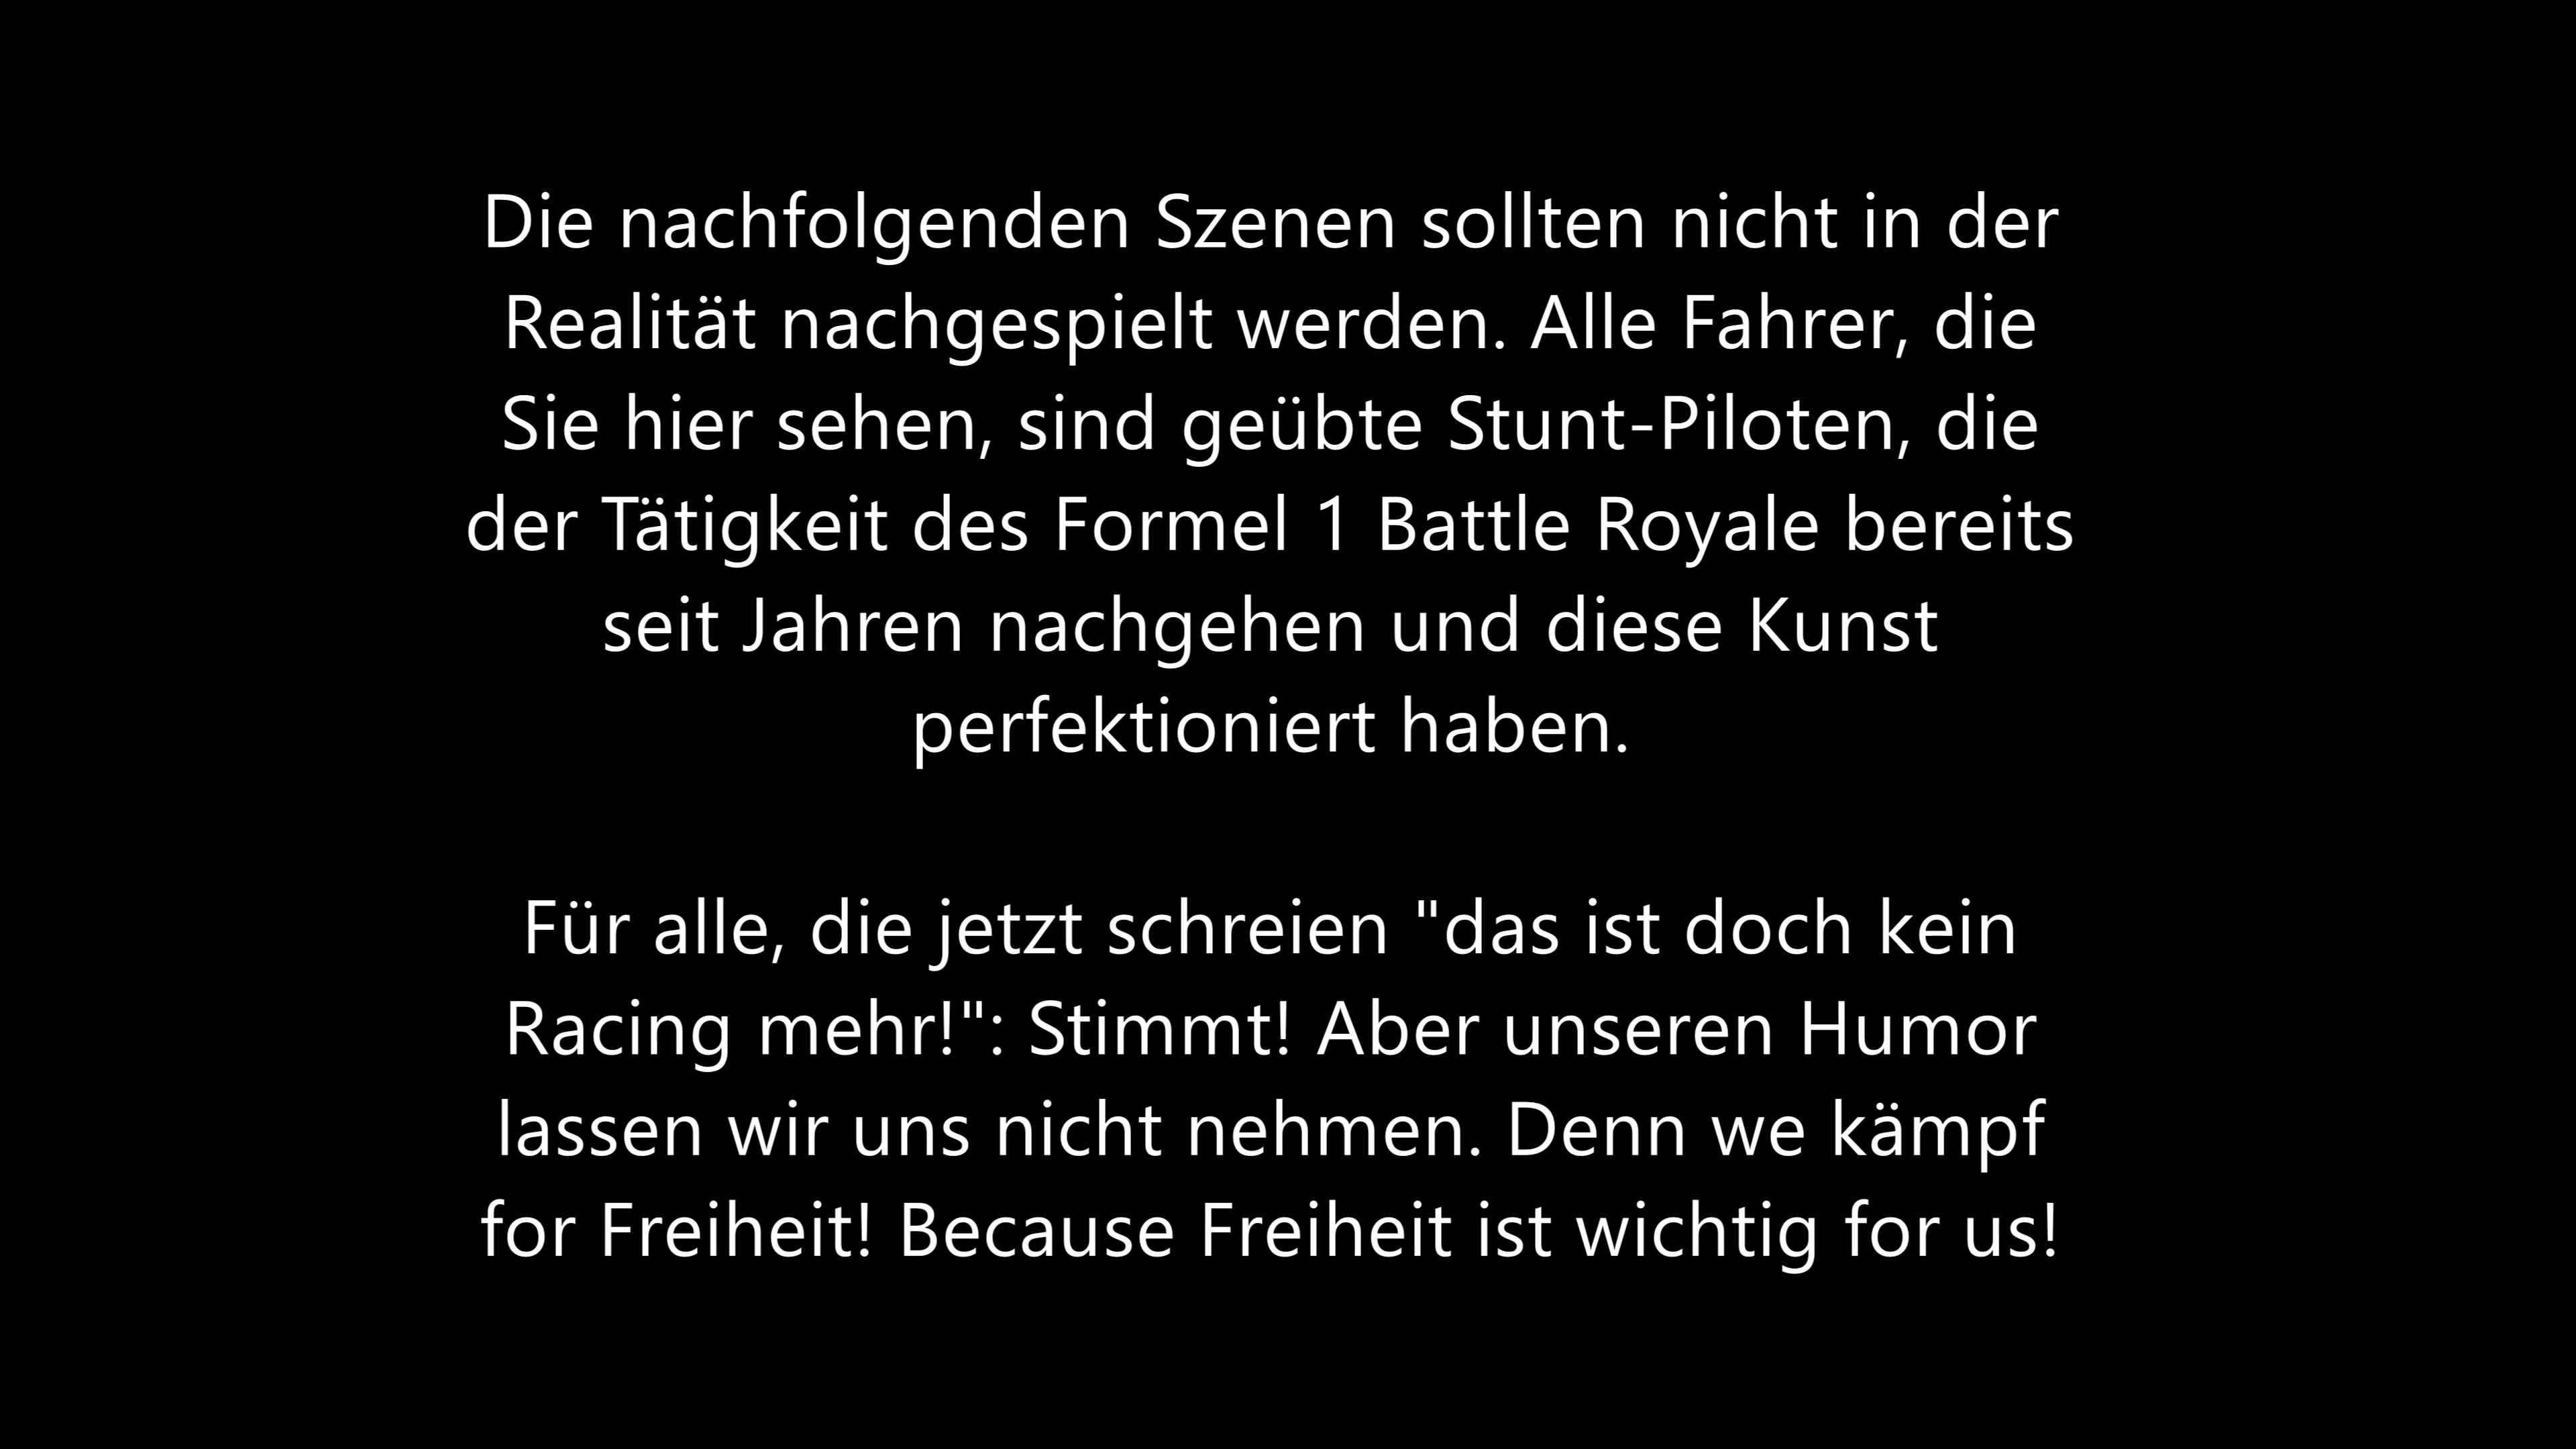 Die nachfolgenden Szenen sollten nicht in der
Realität nachgespielt werden. Alle Fahrer, die
Sie hier sehen, sind geübte Stunt-Piloten, die
der Tätigkeit des Formel 1 Battle Royale bereits
seit Jahren nachgehen und diese Kunst
perfektioniert haben.
Für alle, die jetzt schreien "das ist doch kein
Racing mehr!": Stimmt! Aber unseren Humor
lassen wir uns nicht nehmen. Denn we kämpf
for Freiheit! Because Freiheit ist wichtig for us!